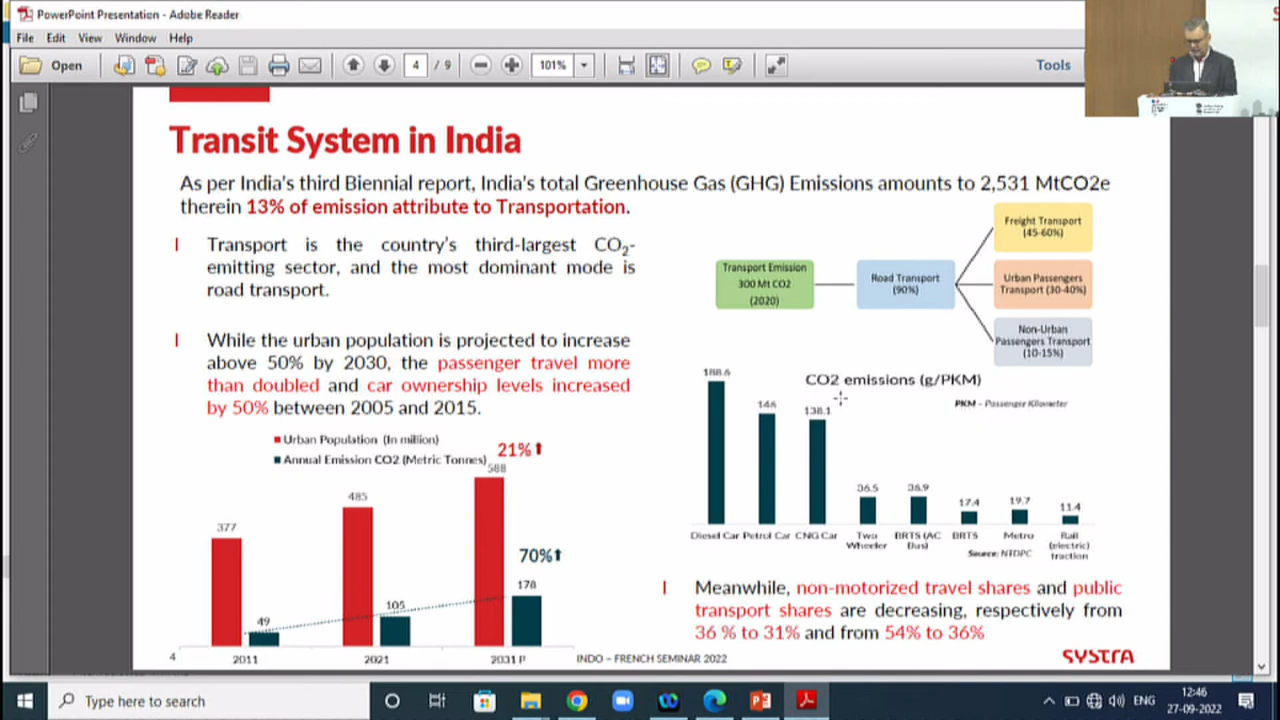 PowerPoint Presentation - Adobe Reader
File Edit View Window Help
Open 4 / 9 101% Tools
Transit System in India
As per India's third Biennial report, India's total Greenhouse Gas (GHG) Emissions amounts to 2,531 MtCO2e
therein 13% of emission attribute to Transportation.
Transport is the country's third-largest CO₂-
emitting sector, and the most dominant mode is
road transport.
While the urban population is projected to increase
above 50% by 2030, the passenger travel more
than doubled and car ownership levels increased
by 50% between 2005 and 2015.
Urban Population (In million)
Annual Emission CO2 (Metric Tonnes)
21%
588
485
377
70%
178
105
49
2011 2021 2031 P
Transport Emission
300 Mt CO2
(2020)
Road Transport
(90%)
Freight Transport
(45-60%)
Urban Passengers
Transport (30-40%)
Non-Urban
Passengers Transport
(10-15%)
CO2 emissions (g/PKM)
PKM - Passenger Kilometer
188.6
146
138.1
36.5
36.9
17.4
19.7
11.4
Diesel Car
Petrol Car
CNG Car
Two
Wheeler
BRTS (AC
Bus)
BRTS
Metro
Rail
(electric)
traction
Source: NTDPC
Meanwhile, non-motorized travel shares and public
transport shares are decreasing, respectively from
36 % to 31% and from 54% to 36%
4
INDO – FRENCH SEMINAR 2022
SYSTRA
Type here to search
ENG
12:46
27-09-2022